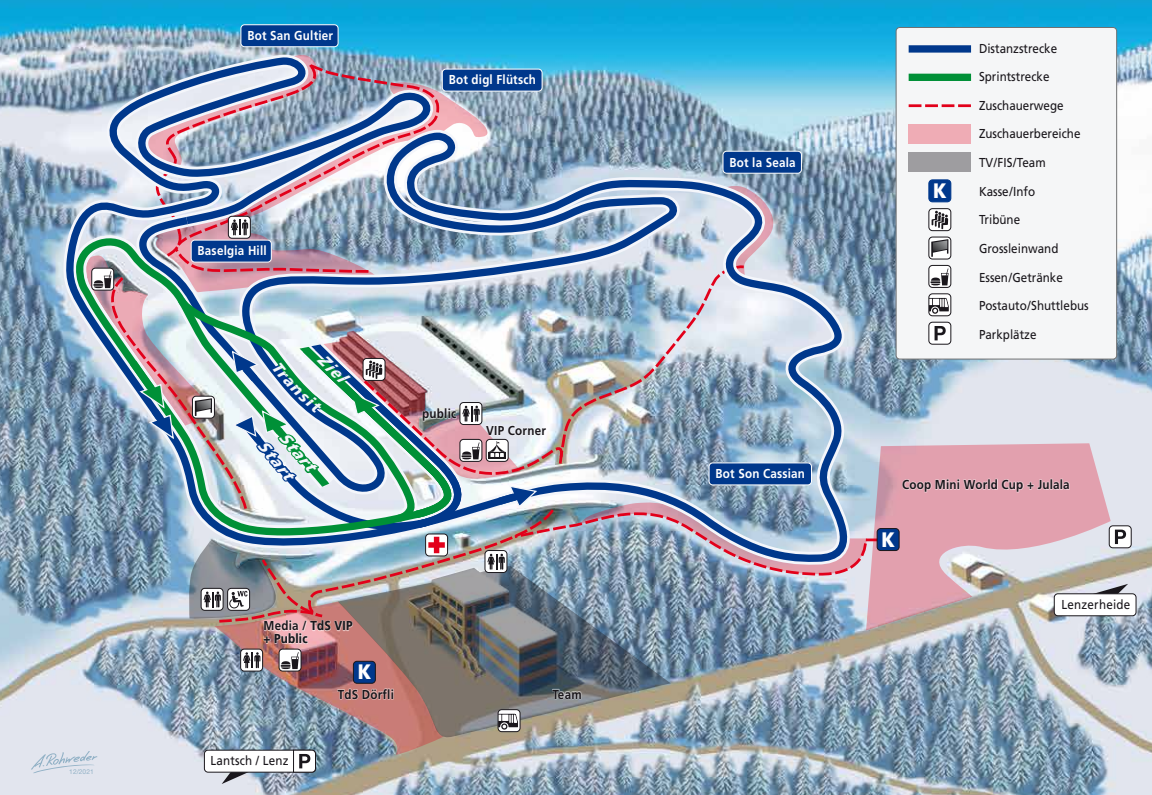 Bot San Gultier
Bot digl Flütsch
Bot la Seala
Baselgia Hill
Distanzstrecke
Sprintstrecke
Zuschauerwege
Zuschauerbereiche
TV/FIS/Team
K Kasse/Info
Tribüne
Grossleinwand
Essen/Getränke
Postauto/Shuttlebus
P Parkplätze
Ziel
Transit
Start
Start
public
VIP Corner
Bot Son Cassian
Coop Mini World Cup + Julala
K
P
Lenzerheide
WC
Media / TdS VIP
+ Public
K
TdS Dörfli
Team
Lantsch / Lenz P
A. Rohweder
12/2021